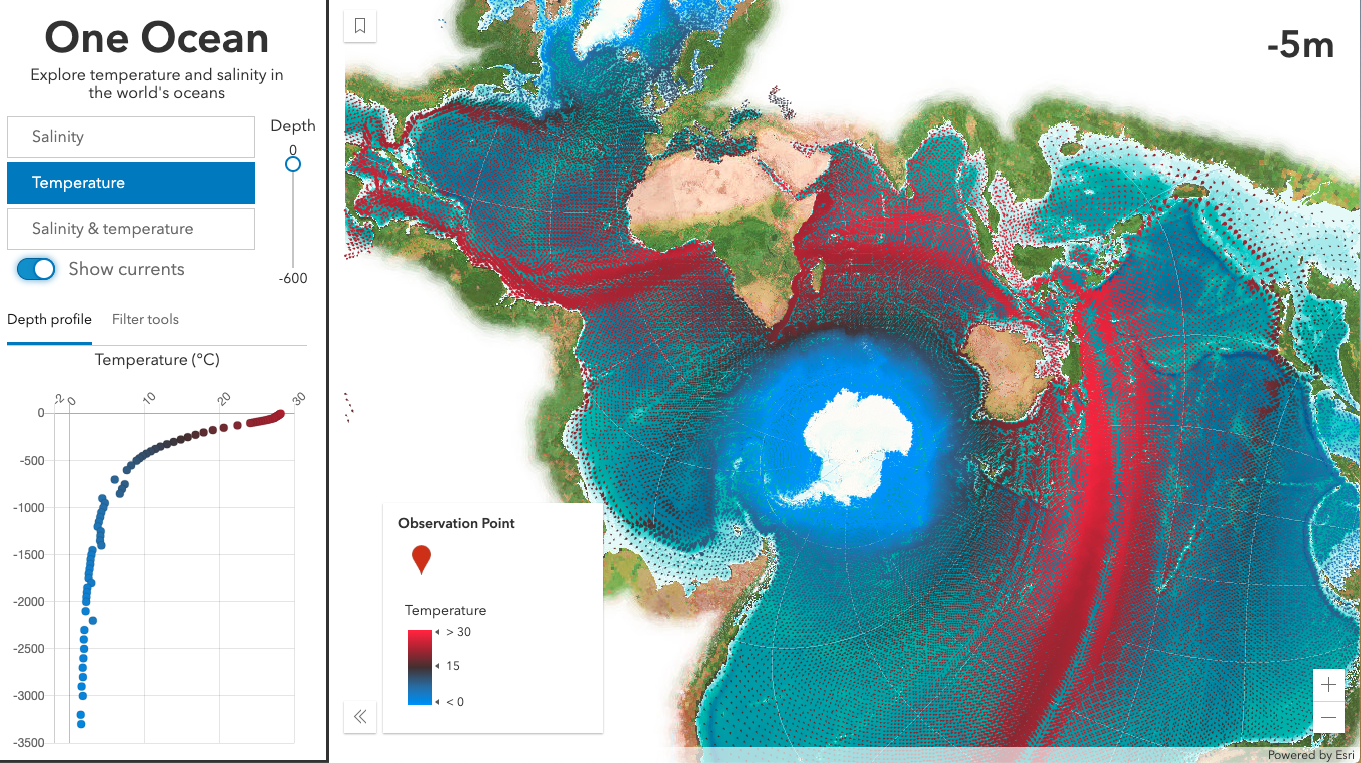 One Ocean
Explore temperature and salinity in
the world's oceans
Salinity
Temperature
Salinity & temperature
Show currents
Depth
0
-600
Depth profile
Filter tools
Temperature (°C)
-2
0
10
20
30
0
-500
-1000
-1500
-2000
-2500
-3000
-3500
-5m
Observation Point
Temperature
> 30
15
< 0
Powered by Esri